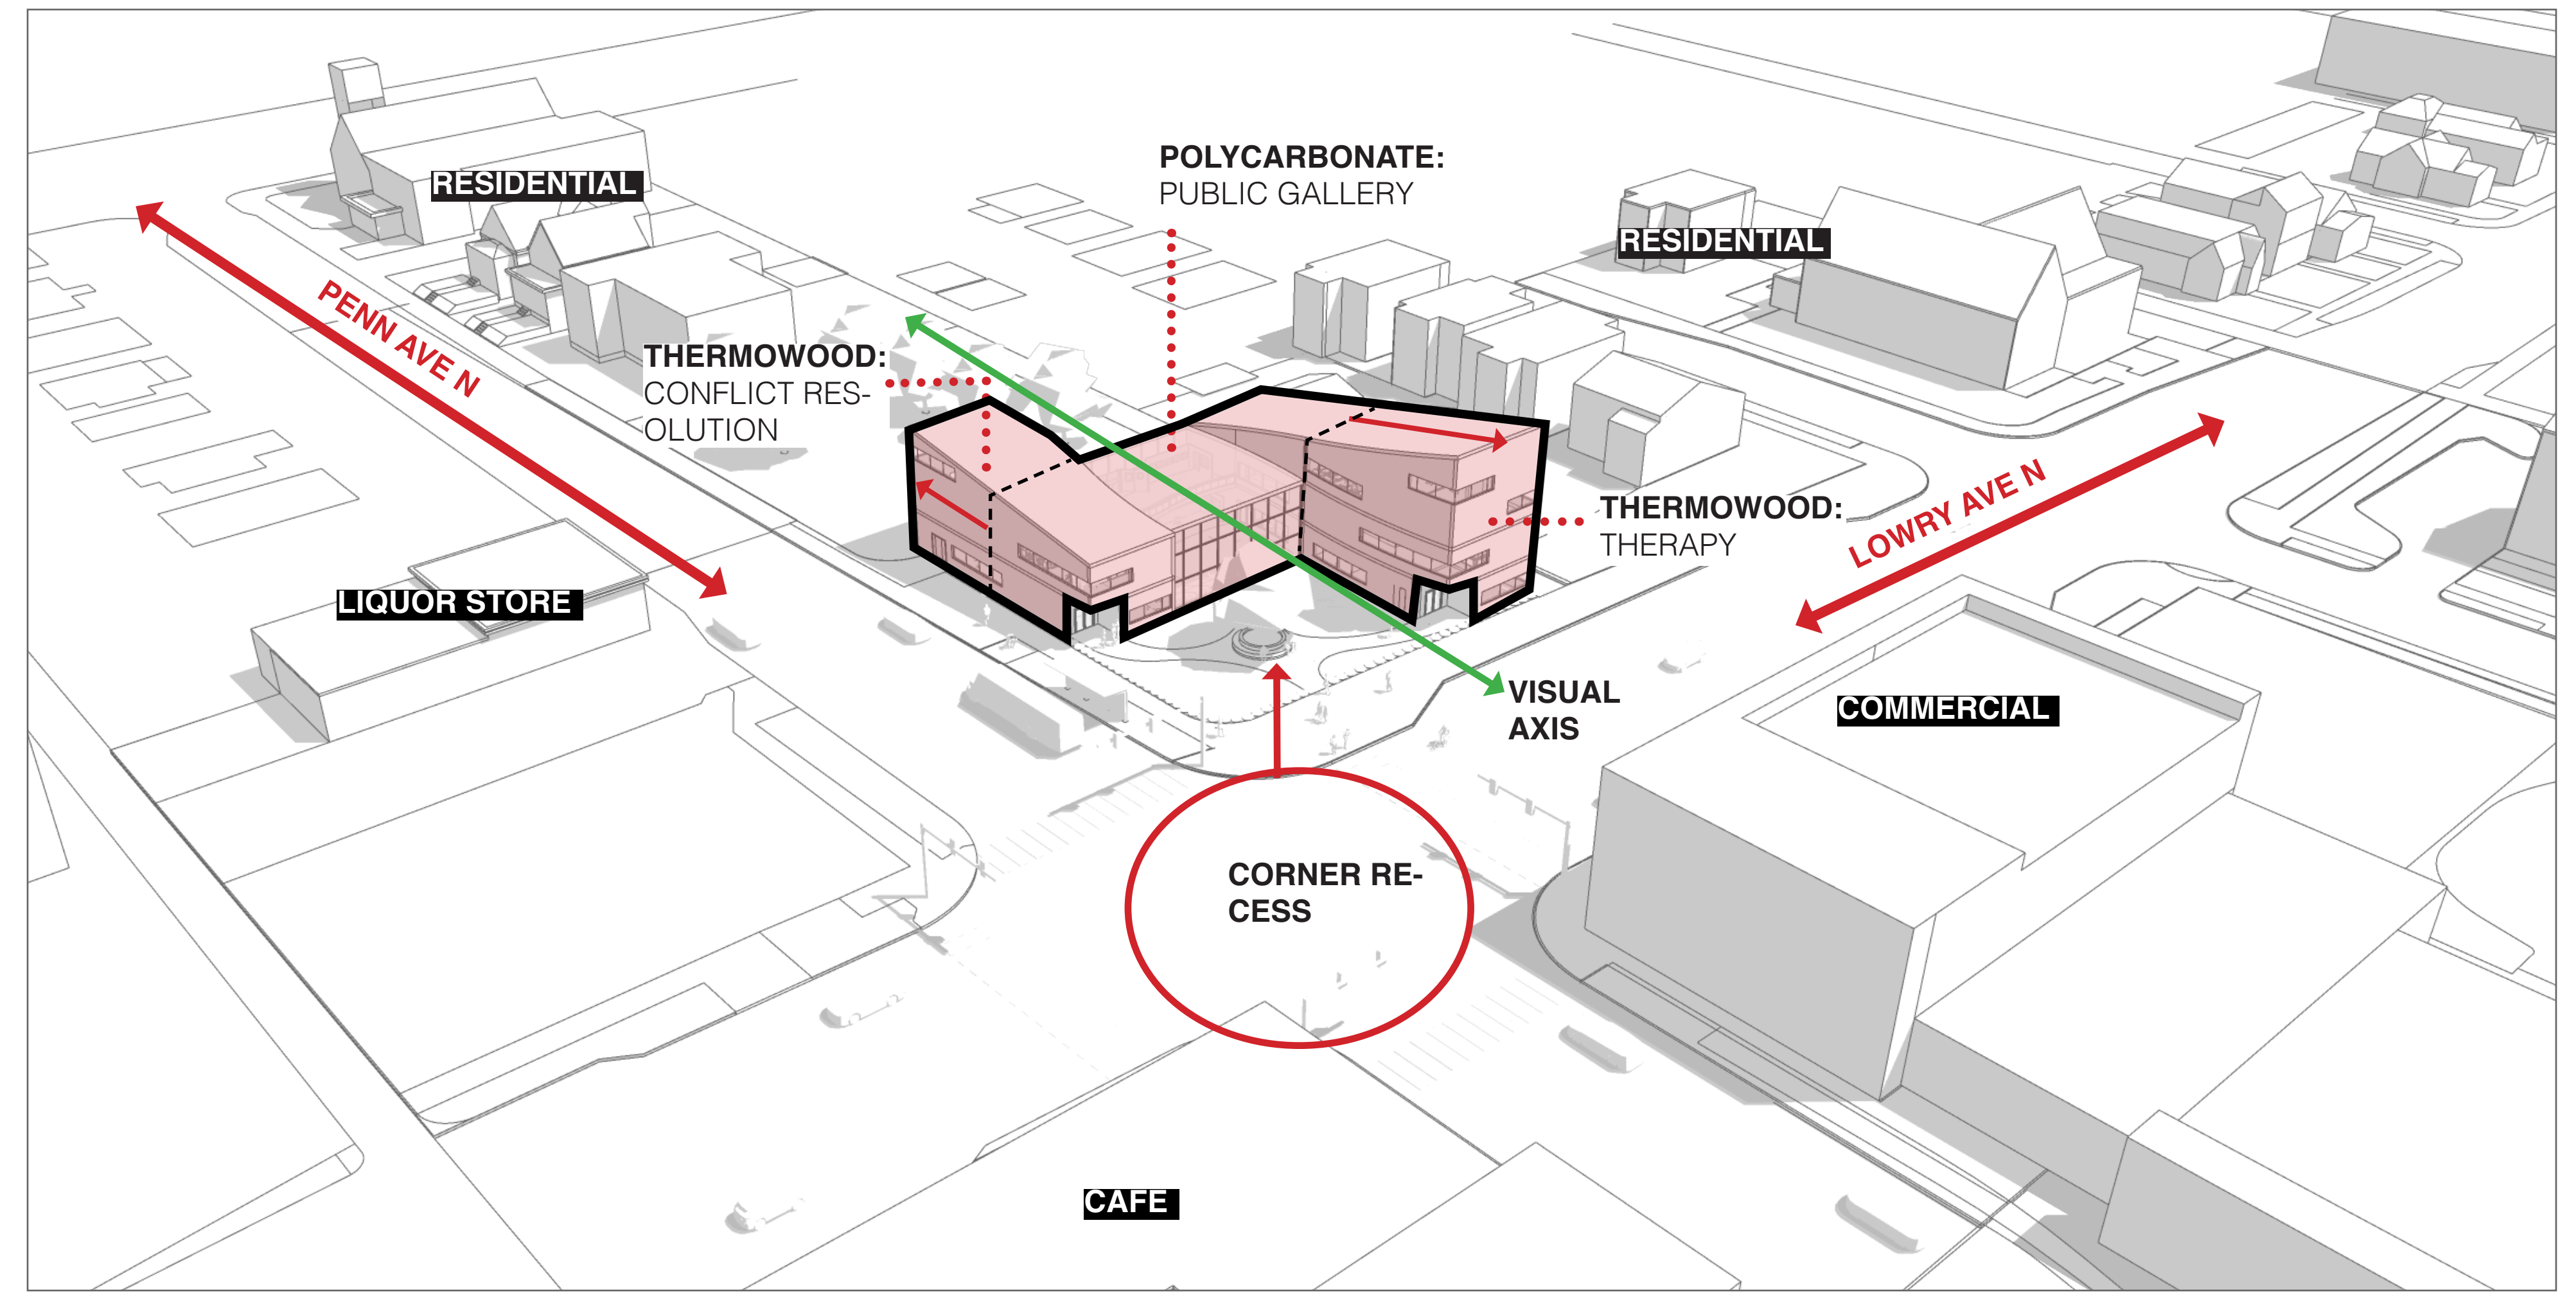 POLYCARBONATE:
PUBLIC GALLERY
RESIDENTIAL
RESIDENTIAL
PENN AVE N
THERMOWOOD:
CONFLICT RES-
OLUTION
THERMOWOOD:
THERAPY
LOWRY AVE N
LIQUOR STORE
VISUAL
AXIS
COMMERCIAL
CORNER RE-
CESS
CAFE